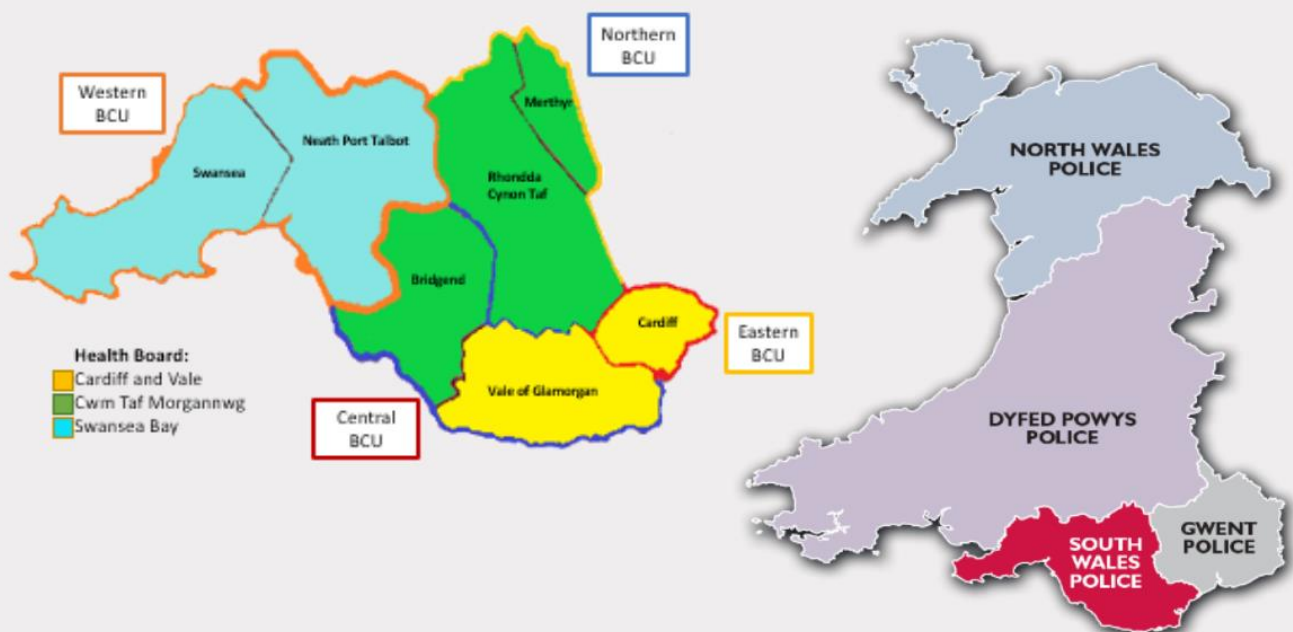 Western
BCU
Northern
BCU
Merthyr
Neath Port Talbot
Swansea
Rhondda
Cynon Taf
Bridgend
Cardiff
Eastern
BCU
Vale of Glamorgan
Central
BCU
Health Board:
Cardiff and Vale
Cwm Taf Morgannwg
Swansea Bay
NORTH WALES
POLICE
DYFED POWYS
POLICE
GWENT
POLICE
SOUTH
WALES
POLICE